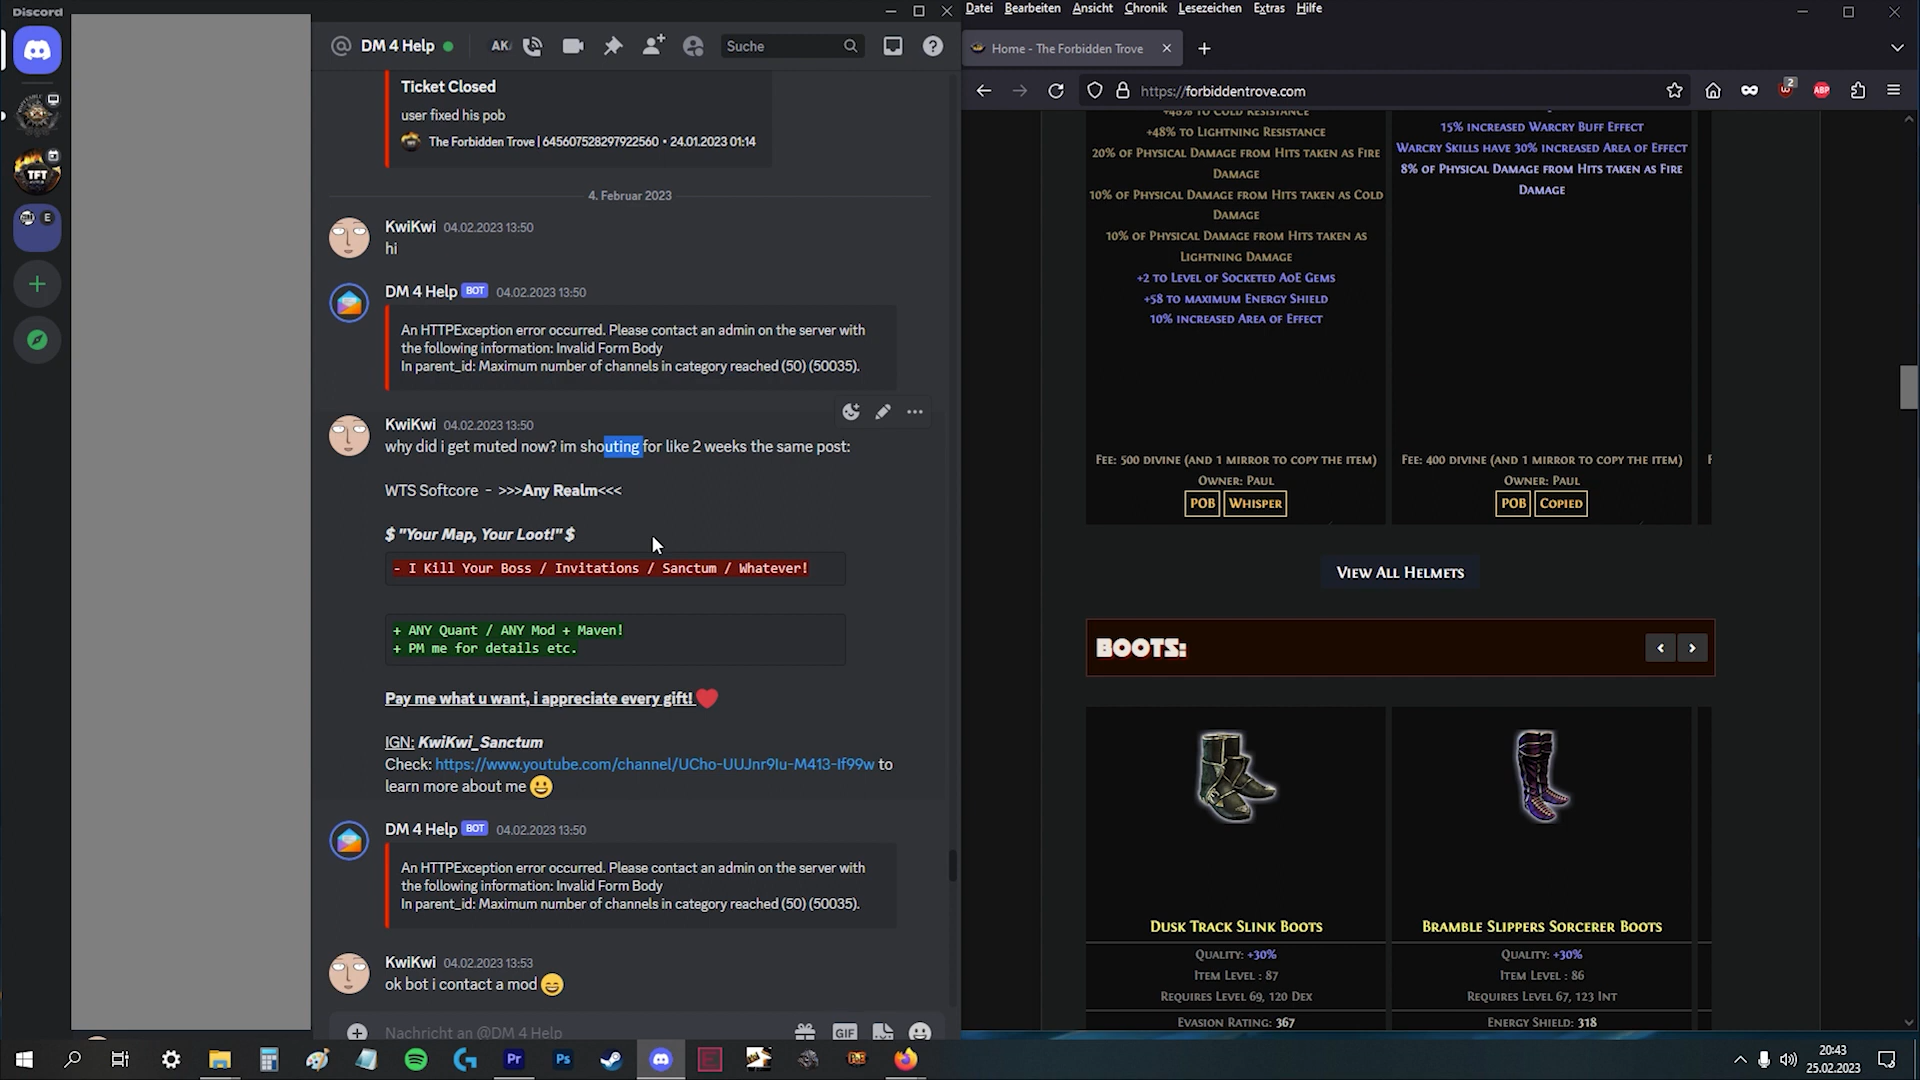 Discord
DM 4 Help
AK
Suche
Ticket Closed
user fixed his pob
The Forbidden Trove | 645607528297922560 • 24.01.2023 01:14
4. Februar 2023
KwiKwi 04.02.2023 13:50
hi
DM 4 Help BOT 04.02.2023 13:50
An HTTPException error occurred. Please contact an admin on the server with
the following information: Invalid Form Body
In parent_id: Maximum number of channels in category reached (50) (50035).
KwiKwi 04.02.2023 13:50
why did i get muted now? im shouting for like 2 weeks the same post:
WTS Softcore - >>>Any Realm<<<
$ "Your Map, Your Loot!" $
- I Kill Your Boss / Invitations / Sanctum / Whatever!
+ ANY Quant / ANY Mod + Maven!
+ PM me for details etc.
Pay me what u want, i appreciate every gift!
IGN: KwiKwi_Sanctum
Check: https://www.youtube.com/channel/UCho-UUJnr9Iu-M413-If99w to
learn more about me
DM 4 Help BOT 04.02.2023 13:50
An HTTPException error occurred. Please contact an admin on the server with
the following information: Invalid Form Body
In parent_id: Maximum number of channels in category reached (50) (50035).
KwiKwi 04.02.2023 13:53
ok bot i contact a mod
Nachricht an @DM 4 Help
GIF
TFT
E
Datei Bearbeiten Ansicht Chronik Lesezeichen Extras Hilfe
Home - The Forbidden Trove
https://forbiddentrove.com
2
ABP
+48% to Cold Resistance
+48% to Lightning Resistance
20% of Physical Damage from Hits taken as Fire
Damage
10% of Physical Damage from Hits taken as Cold
Damage
10% of Physical Damage from Hits taken as
Lightning Damage
+2 to Level of Socketed AoE Gems
+58 to maximum Energy Shield
10% increased Area of Effect
Fee: 500 divine (and 1 mirror to copy the item)
Owner: Paul
POB Whisper
15% increased Warcry Buff Effect
Warcry Skills have 30% increased Area of Effect
8% of Physical Damage from Hits taken as Fire
Damage
Fee: 400 divine (and 1 mirror to copy the item)
Owner: Paul
POB Copied
F
View All Helmets
BOOTS:
Dusk Track Slink Boots
Quality: +30%
Item Level : 87
Requires Level 69, 120 Dex
Evasion Rating: 367
Bramble Slippers Sorcerer Boots
Quality: +30%
Item Level : 86
Requires Level 67, 123 Int
Energy Shield: 318
Pr
Ps
20:43
25.02.2023